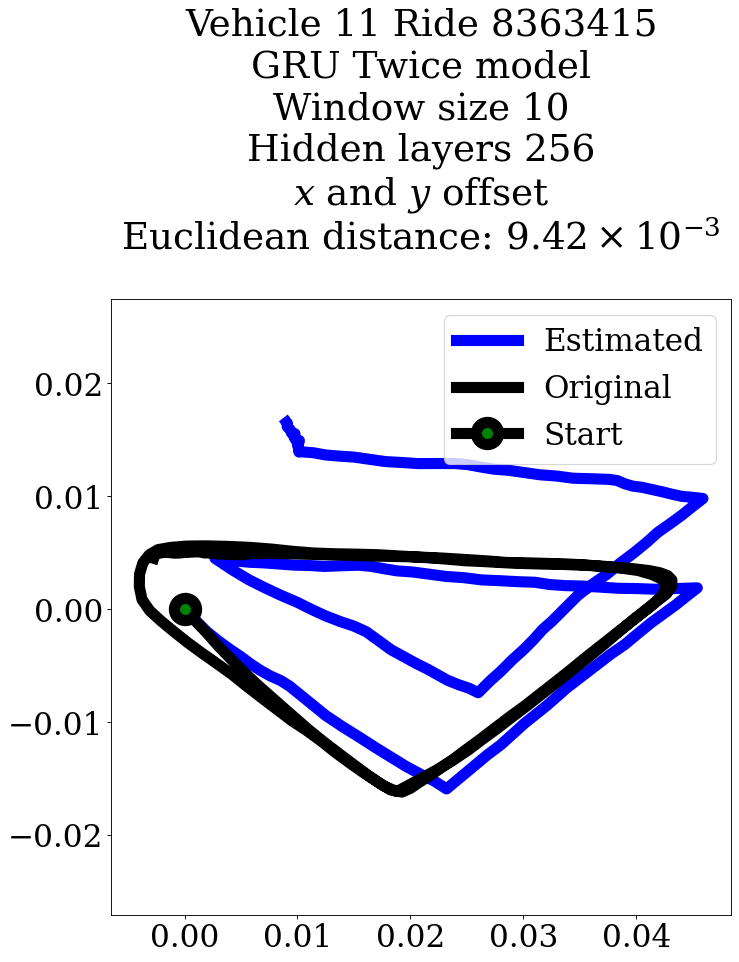 Vehicle 11 Ride 8363415
GRU Twice model
Window size 10
Hidden layers 256
x and y offset
Euclidean distance: 9.42 × 10⁻³
Estimated
Original
Start
0.02
0.01
0.00
−0.01
−0.02
0.00 0.01 0.02 0.03 0.04